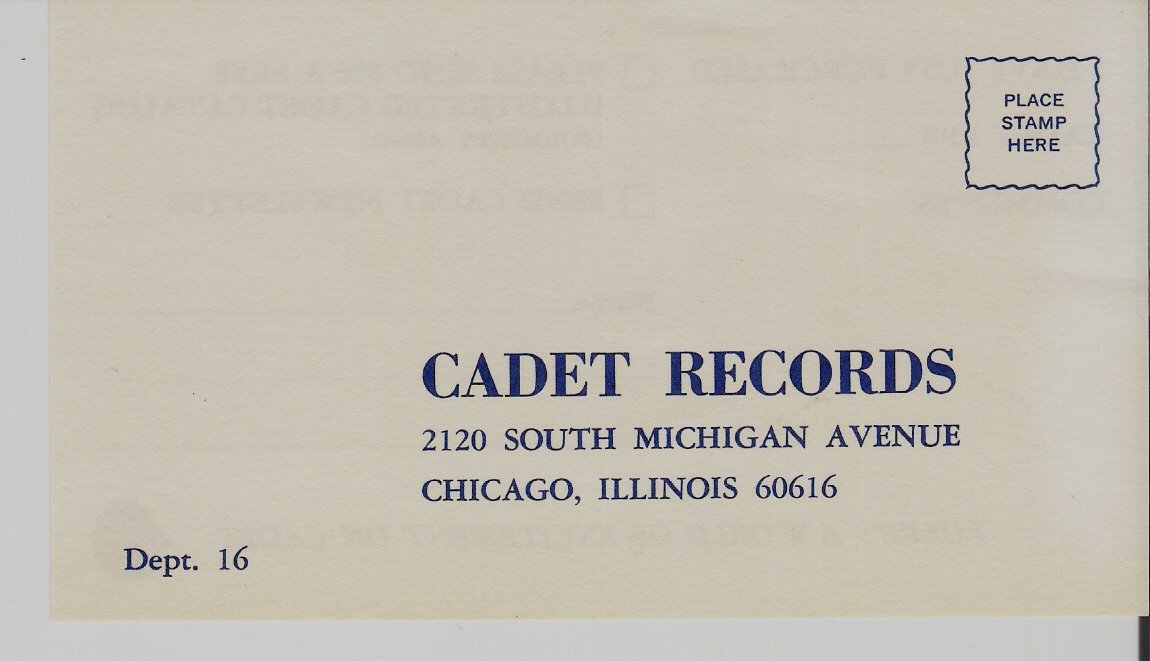 PLACE
STAMP
HERE
CADET RECORDS
2120 SOUTH MICHIGAN AVENUE
CHICAGO, ILLINOIS 60616
Dept. 16